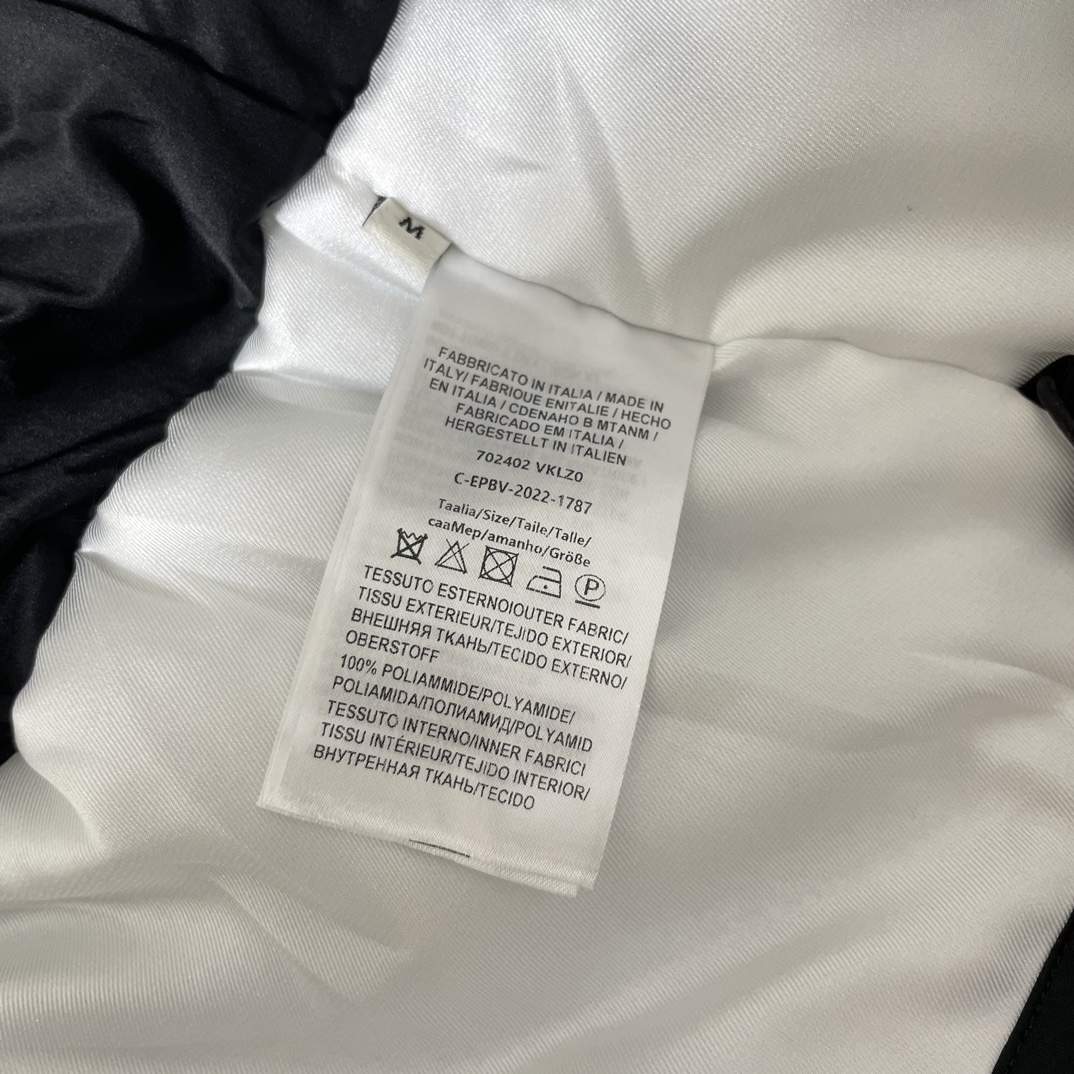 M
FABBRICATO IN ITALIA / MADE IN
ITALY/ FABRIQUE ENITALIE / HECHO
EN ITALIA / CDENAHO B MTANM /
FABRICADO EM ITALIA /
HERGESTELLT IN ITALIEN
702402 VKLZ0
C-EPBV-2022-1787
Taalia/Size/Taile/Talle/
caaMep/amanho/Größe
P
TESSUTO ESTERNOIOUTER FABRIC/
TISSU EXTERIEUR/TEJIDO EXTERIOR/
ВНЕШНЯЯ ТКАНЬ/TECIDO EXTERNO/
OBERSTOFF
100% POLIAMMIDE/POLYAMIDE/
POLIAMIDA/ПОЛИАМИД/POLYAMID
TESSUTO INTERNO/INNER FABRICI
TISSU INTÉRIEUR/TEJIDO INTERIOR/
ВНУТРЕННАЯ ТКАНЬ/TECIDO